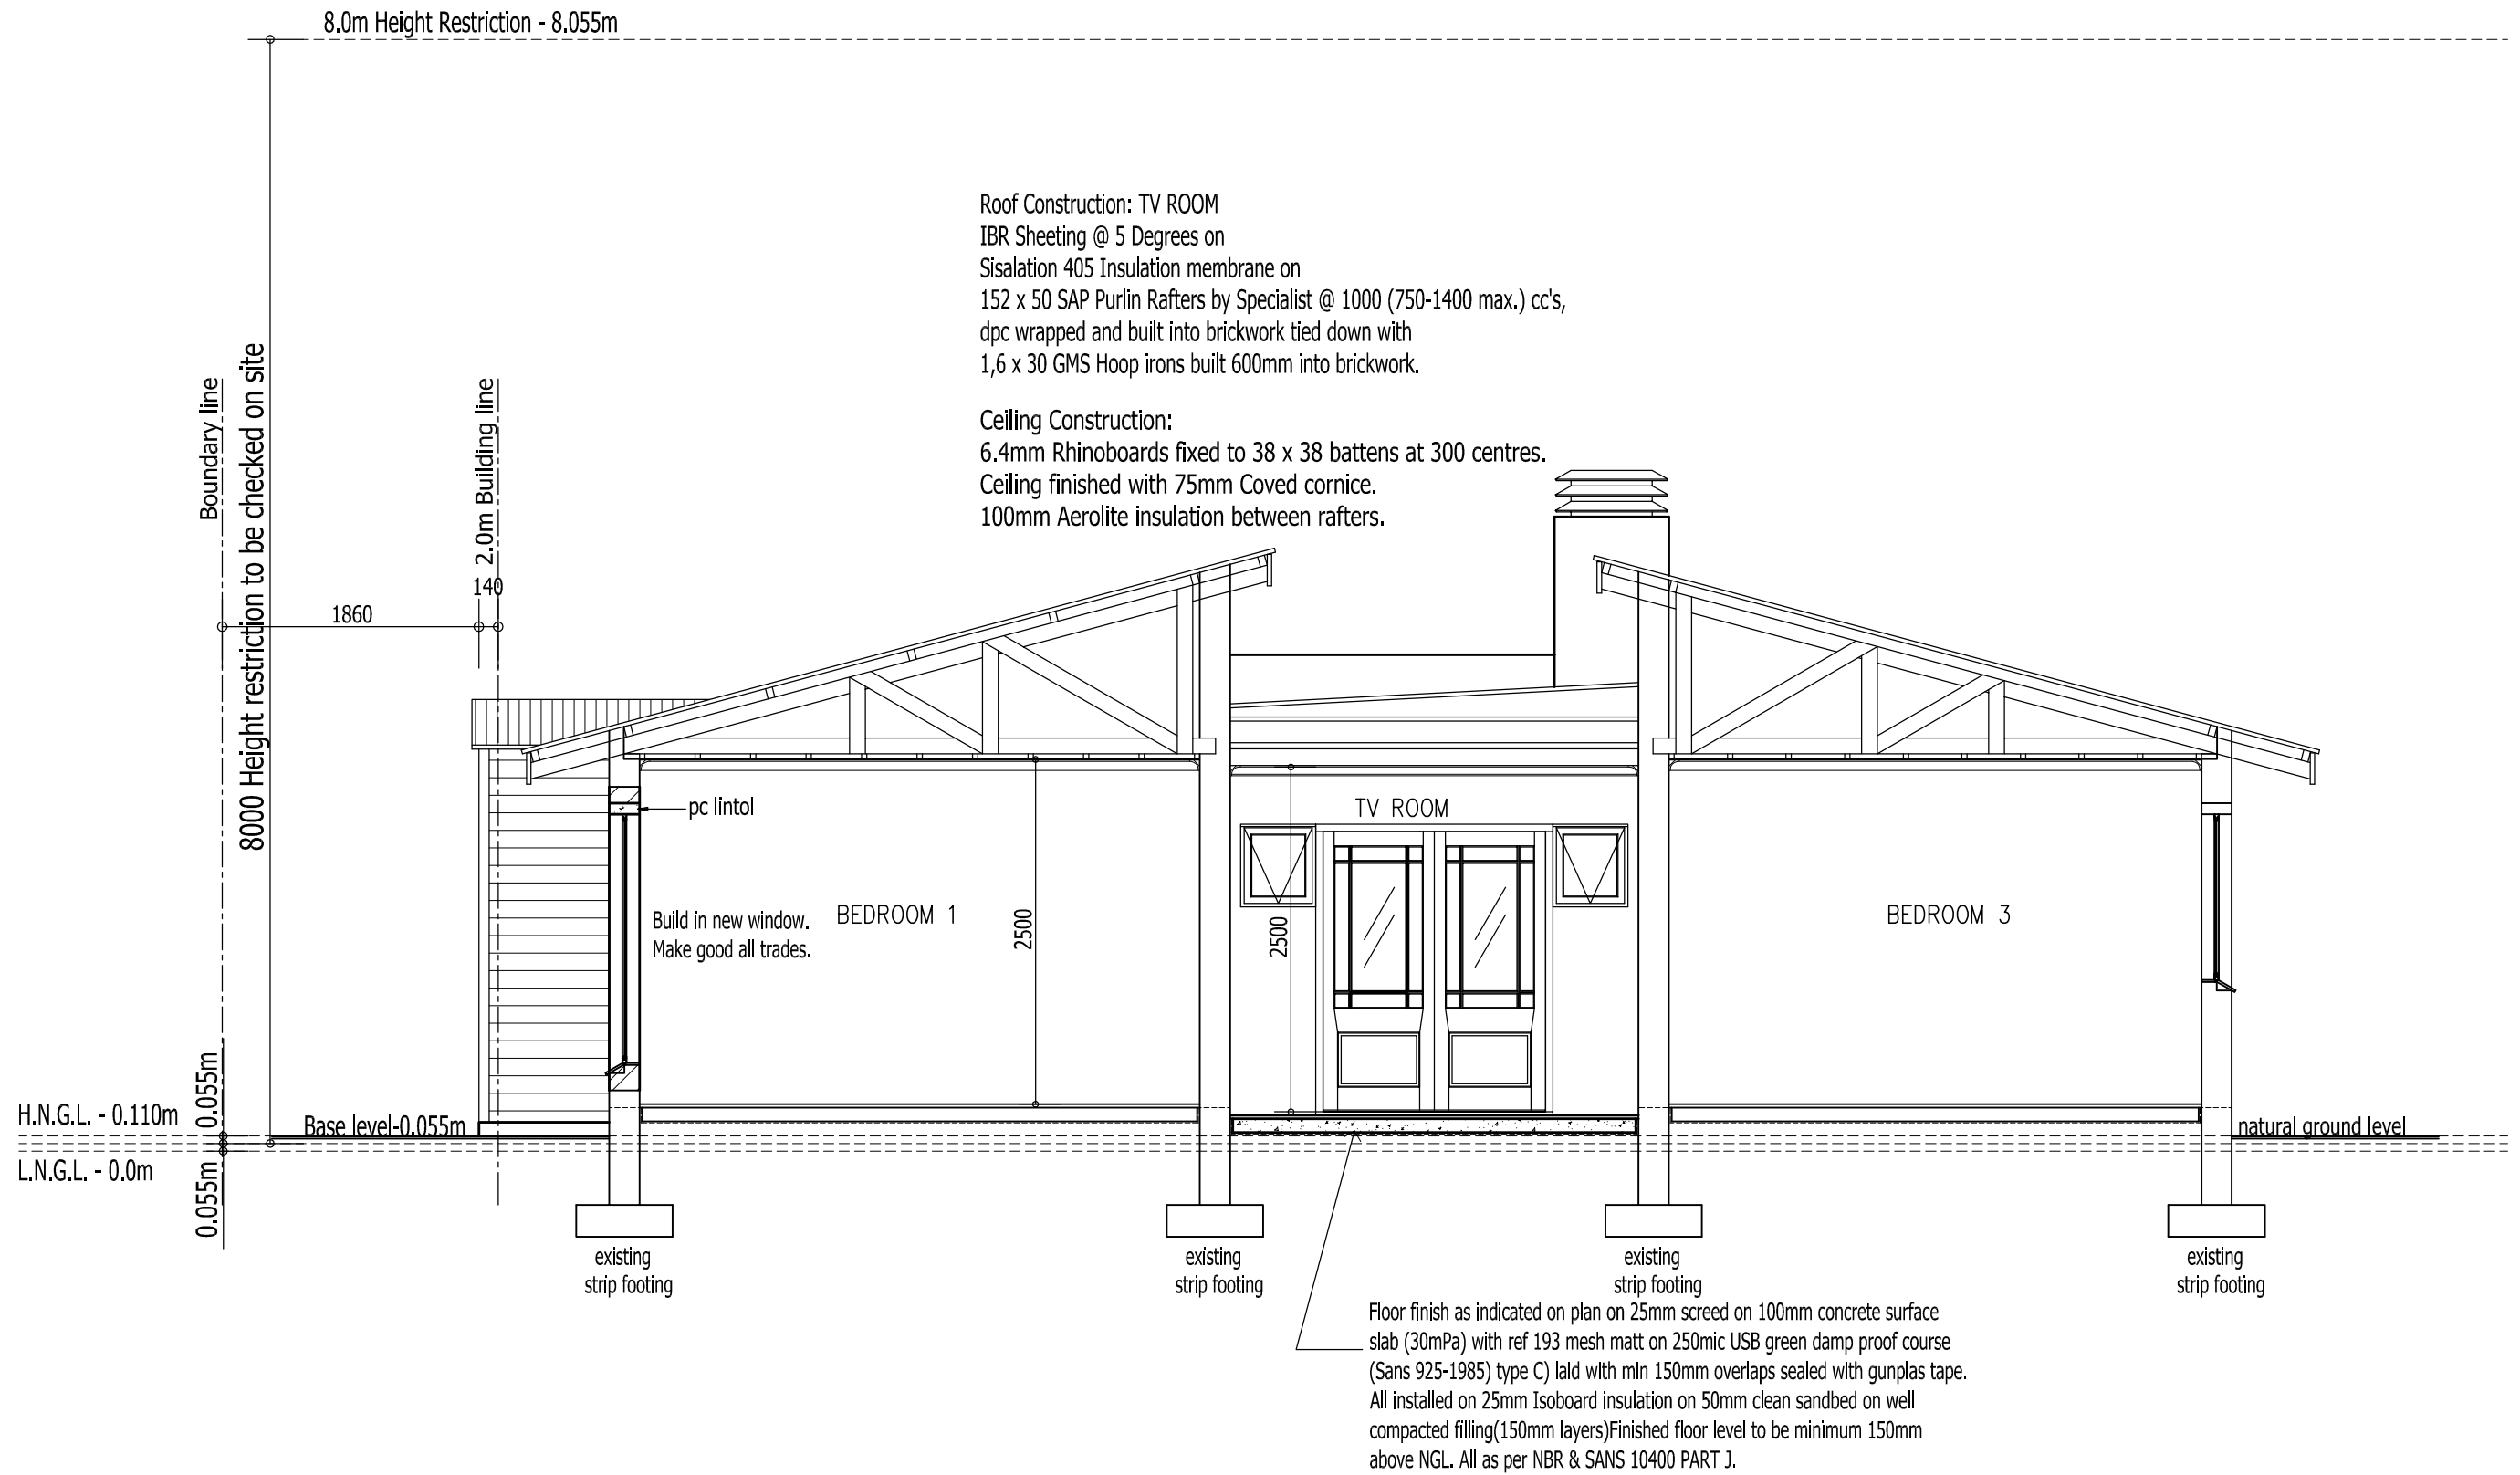 8.0m Height Restriction - 8.055m
Roof Construction: TV ROOM
IBR Sheeting @ 5 Degrees on
Sisalation 405 Insulation membrane on
152 x 50 SAP Purlin Rafters by Specialist @ 1000 (750-1400 max.) cc's,
dpc wrapped and built into brickwork tied down with
1,6 x 30 GMS Hoop irons built 600mm into brickwork.
Ceiling Construction:
6.4mm Rhinoboards fixed to 38 x 38 battens at 300 centres.
Ceiling finished with 75mm Coved cornice.
100mm Aerolite insulation between rafters.
Boundary line
8000 Height restriction to be checked on site
2.0m Building line
140
1860
pc lintol
TV ROOM
Build in new window.
Make good all trades.
BEDROOM 1
2500
2500
BEDROOM 3
H.N.G.L. - 0.110m
0.055m
Base level-0.055m
natural ground level
L.N.G.L. - 0.0m
0.055m
existing
strip footing
existing
strip footing
existing
strip footing
existing
strip footing
Floor finish as indicated on plan on 25mm screed on 100mm concrete surface
slab (30mPa) with ref 193 mesh matt on 250mic USB green damp proof course
(Sans 925-1985) type C) laid with min 150mm overlaps sealed with gunplas tape.
All installed on 25mm Isoboard insulation on 50mm clean sandbed on well
compacted filling(150mm layers)Finished floor level to be minimum 150mm
above NGL. All as per NBR & SANS 10400 PART J.